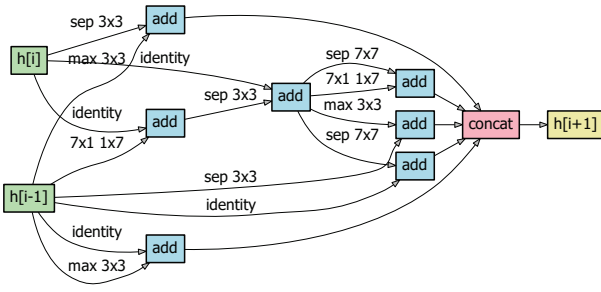 sep 3x3
add
h[i]
max 3x3
identity
sep 7x7
7x1 1x7
add
add
sep 3x3
max 3x3
identity
add
add
concat
h[i+1]
7x1 1x7
sep 7x7
add
sep 3x3
h[i-1]
identity
identity
add
max 3x3